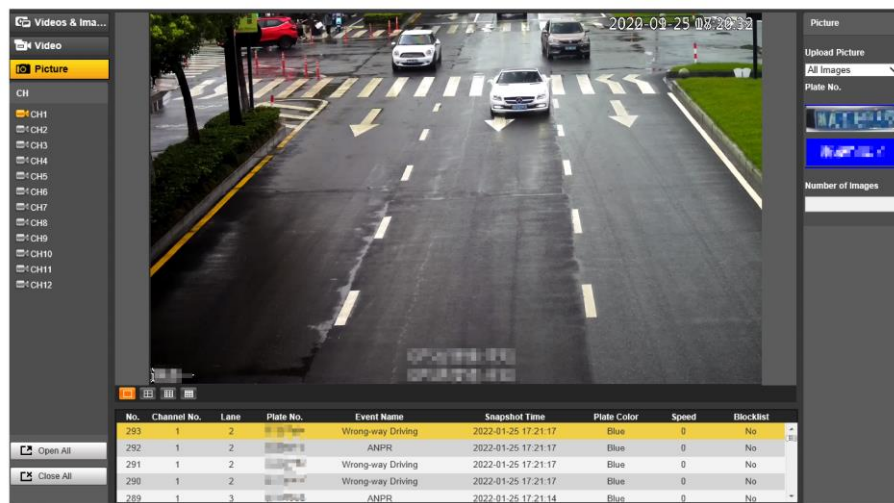 Videos & Ima...
Video
Picture
CH
CH1
CH2
CH3
CH4
CH5
CH6
CH7
CH8
CH9
CH10
CH11
CH12
Open All
Close All
Picture
Upload Picture
All Images
Plate No.
Number of Images
No. Channel No. Lane Plate No. Event Name Snapshot Time Plate Color Speed Blocklist
293 1 2 Wrong-way Driving 2022-01-25 17:21:17 Blue 0 No
292 1 2 ANPR 2022-01-25 17:21:17 Blue 0 No
291 1 2 Wrong-way Driving 2022-01-25 17:21:17 Blue 0 No
290 1 2 Wrong-way Driving 2022-01-25 17:21:17 Blue 0 No
289 1 3 ANPR 2022-01-25 17:21:14 Blue 0 No